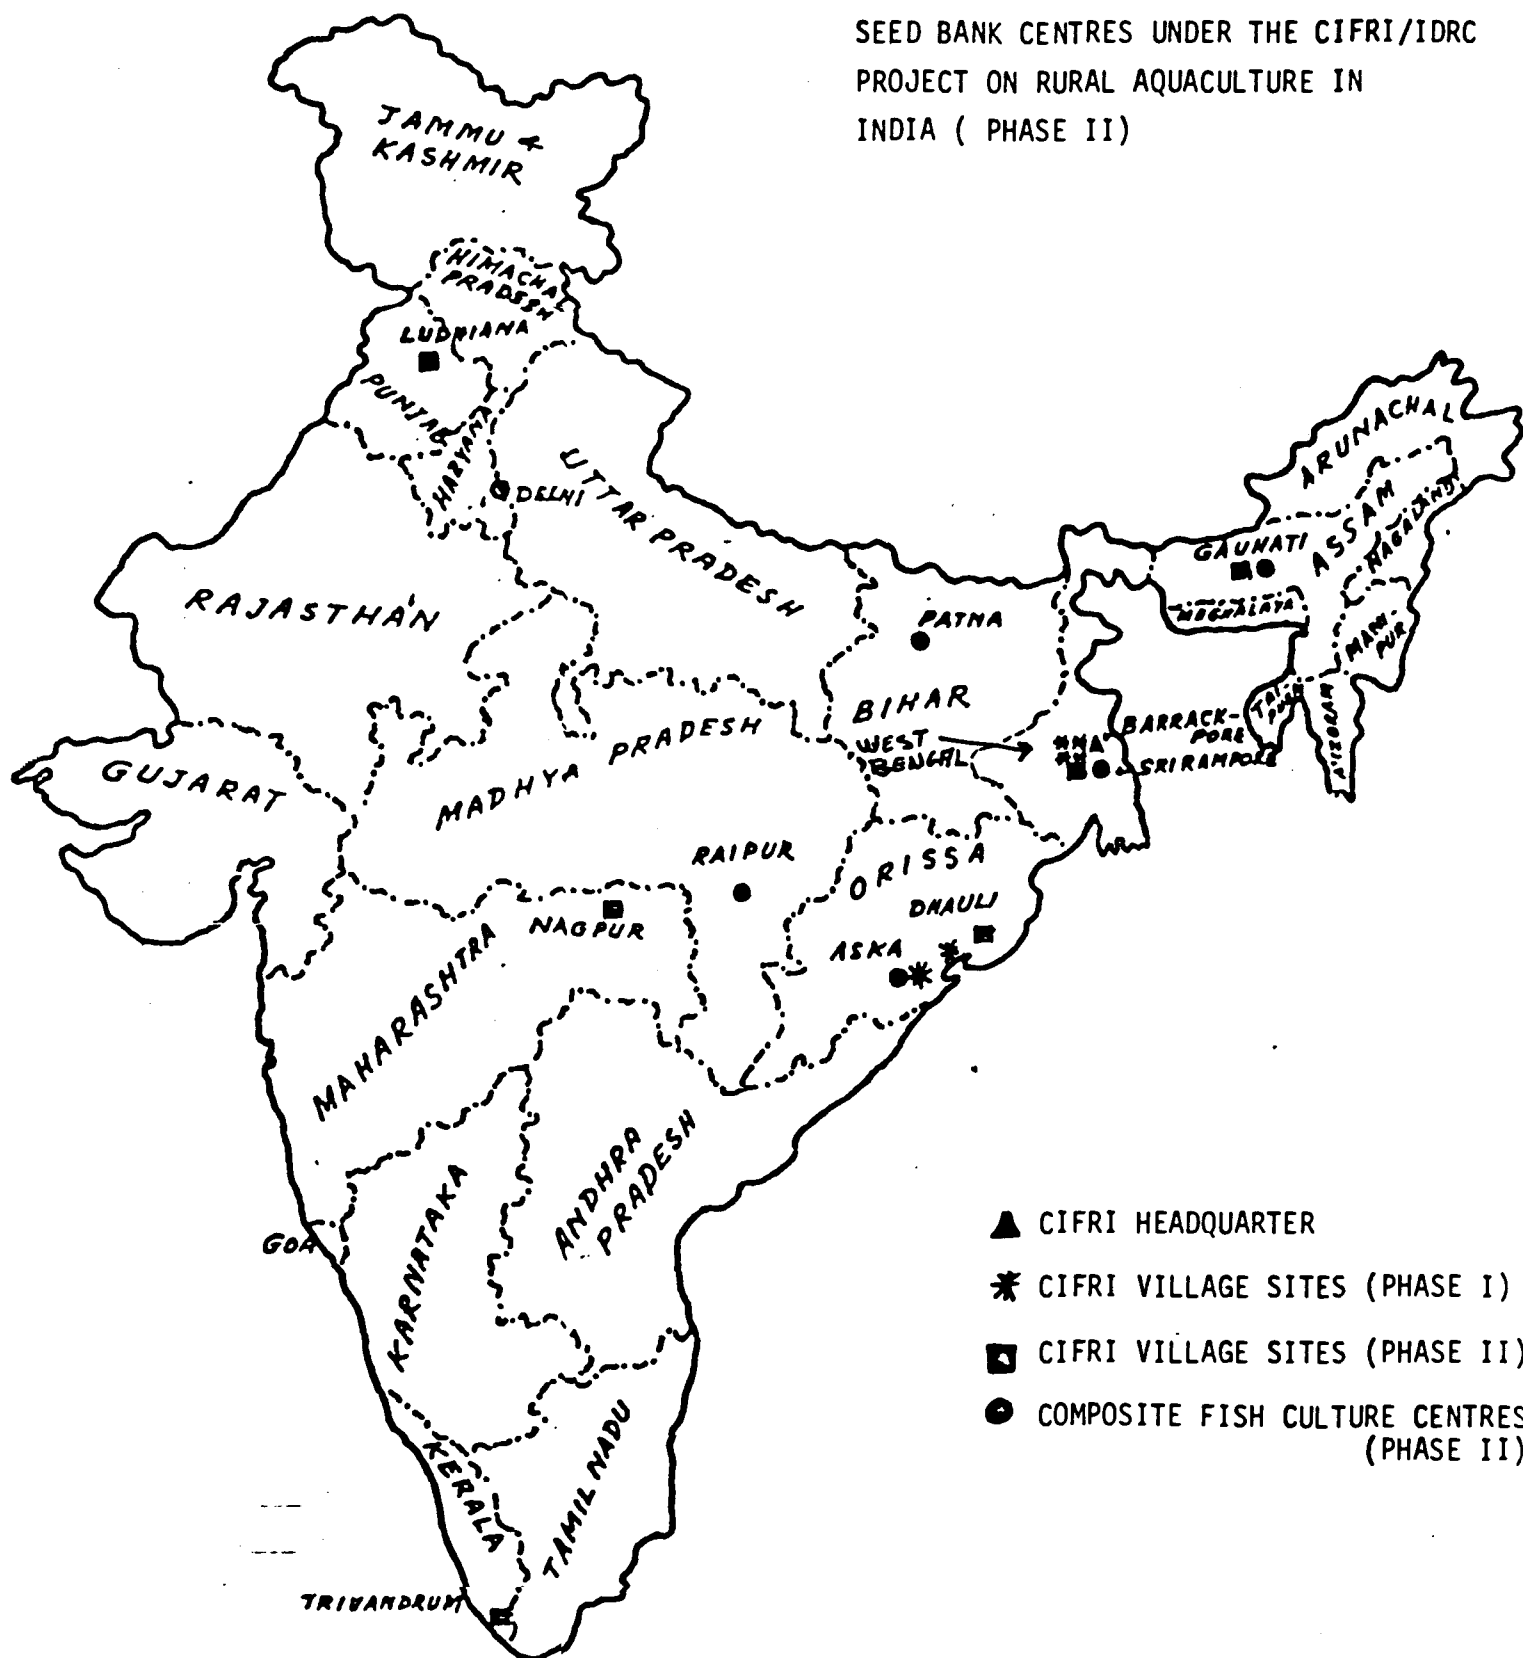 SEED BANK CENTRES UNDER THE CIFRI/IDRC
PROJECT ON RURAL AQUACULTURE IN
INDIA ( PHASE II)
JAMMU &
KASHMIR
HIMACHAL
PRADESH
LUDHIANA
PUNJAB
HARYANA
DELHI
UTTAR PRADESH
ARUNACHAL
ASSAM
NAGALAND
GAUHATI
MEGHALAYA
MANI-
PUR
RAJASTHAN
PATNA
BIHAR
WEST
BENGAL
BARRACK-
PORE
SRIRAMPORE
MIZORAM
GUJARAT
MADHYA PRADESH
RAIPUR
ORISSA
DHAULI
ASKA
NAGPUR
MAHARASHTRA
ANDHRA
PRADESH
GOA
KARNATAKA
KERALA
TAMIL NADU
TRIVANDRUM
CIFRI HEADQUARTER
CIFRI VILLAGE SITES (PHASE I)
CIFRI VILLAGE SITES (PHASE II)
COMPOSITE FISH CULTURE CENTRES
(PHASE II)